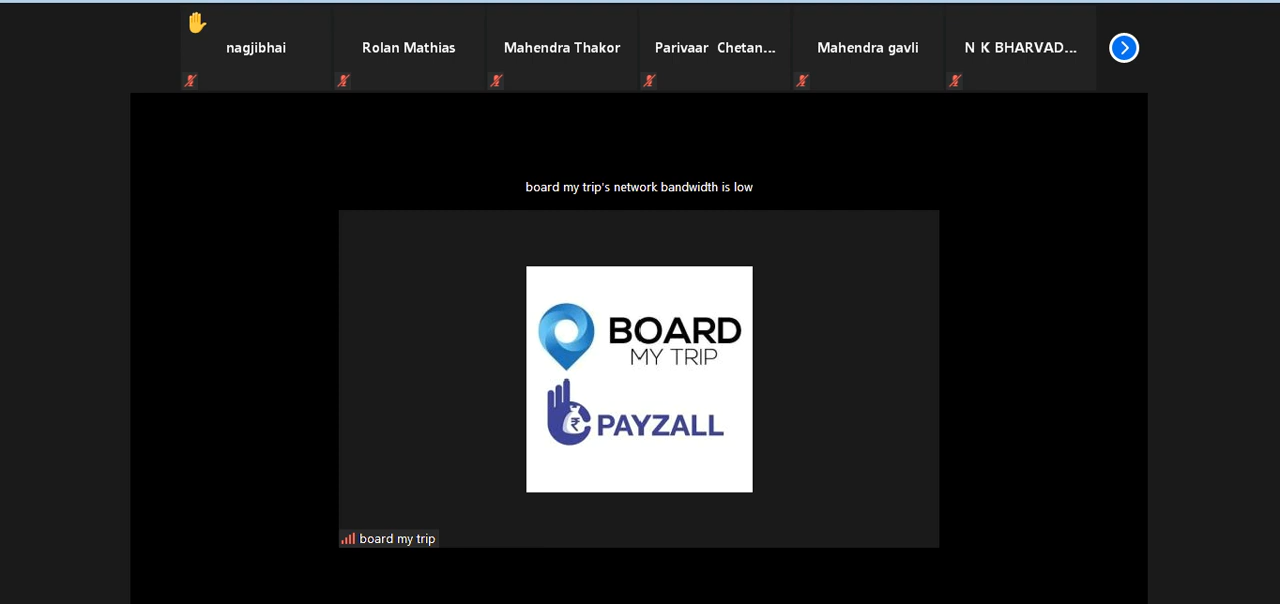 nagjibhai
Rolan Mathias
Mahendra Thakor
Parivaar Chetan...
Mahendra gavli
N K BHARVAD...
board my trip's network bandwidth is low
BOARD
MY TRIP
₹
PAYZALL
board my trip